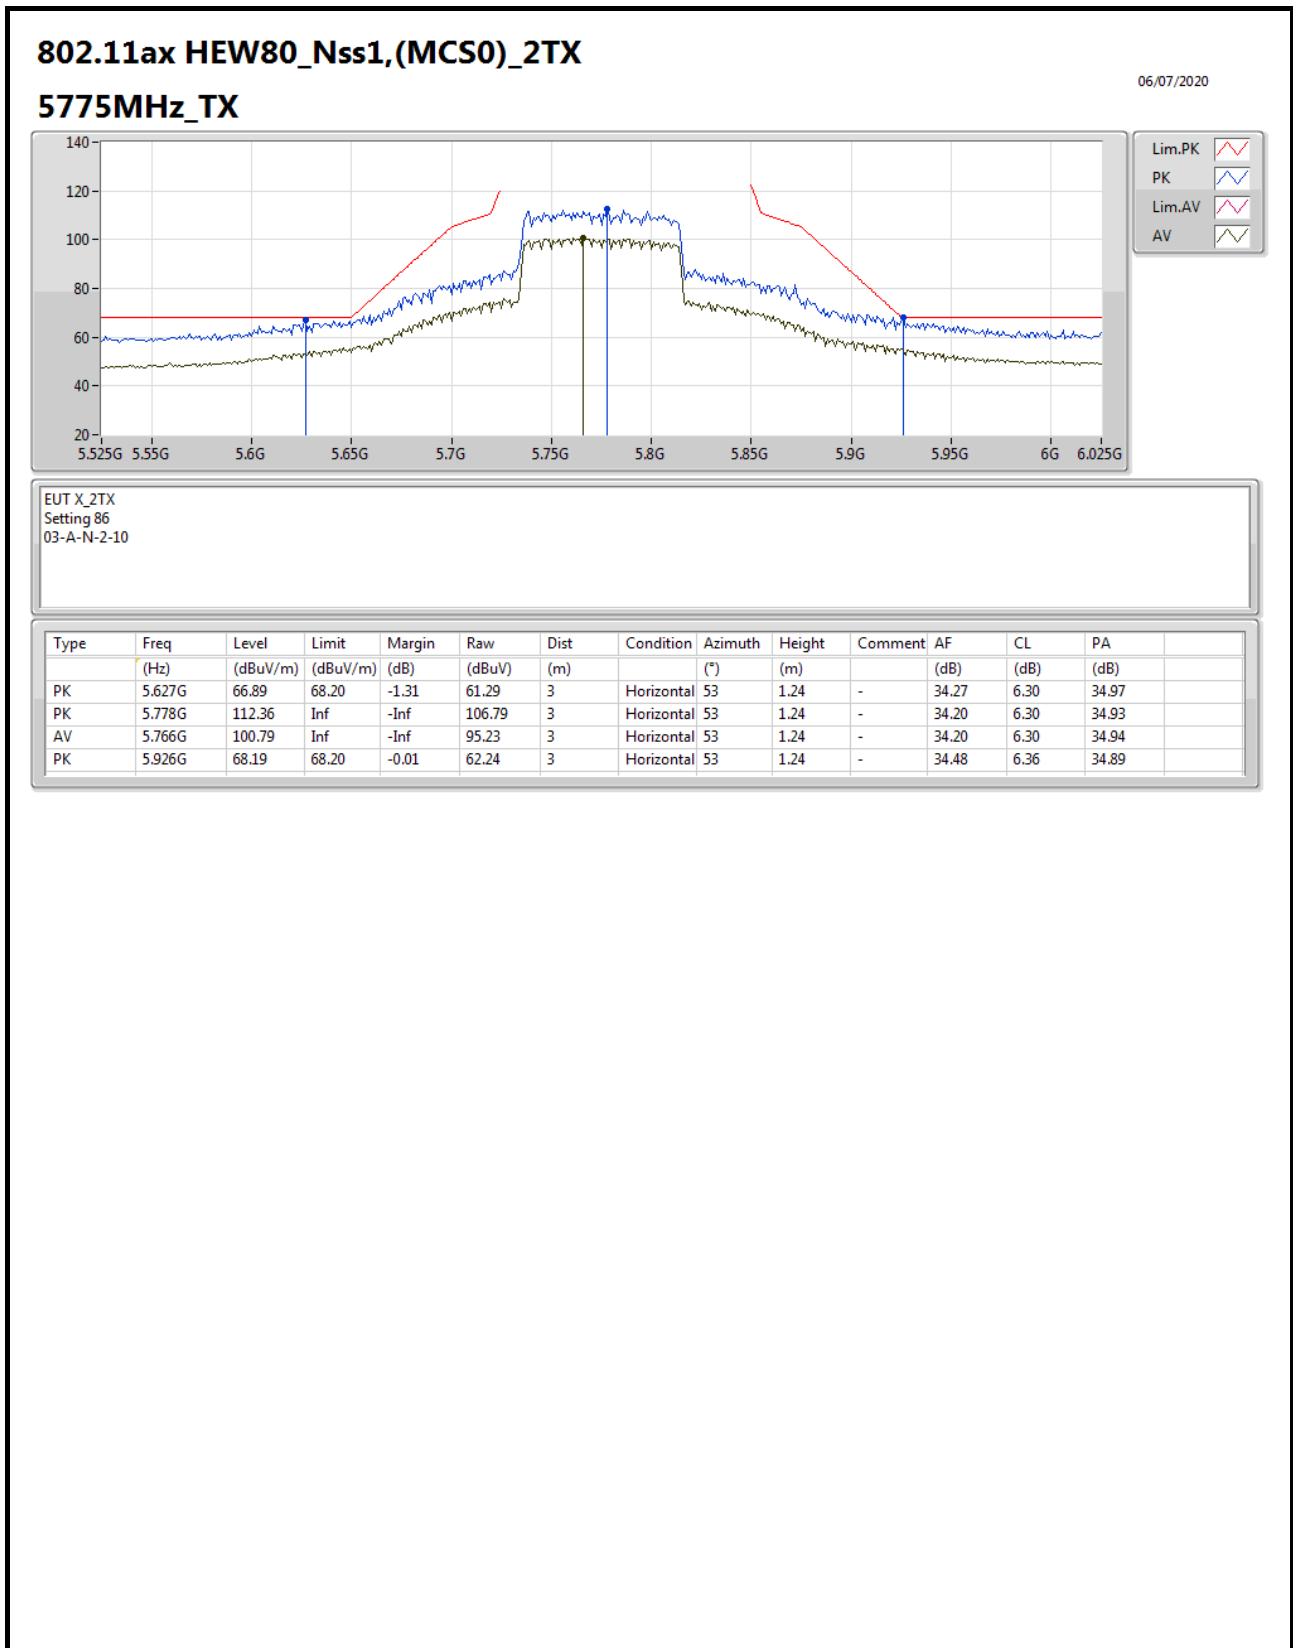 802.11ax HEW80_Nss1,(MCS0)_2TX
06/07/2020
5775MHz_TX
140
120
100
80
60
40
20
5.525G 5.55G 5.6G 5.65G 5.7G 5.75G 5.8G 5.85G 5.9G 5.95G 6G 6.025G
Lim.PK
PK
Lim.AV
AV
EUT X_2TX
Setting 86
03-A-N-2-10
Type Freq Level Limit Margin Raw Dist Condition Azimuth Height Comment AF CL PA
(Hz) (dBuV/m) (dBuV/m) (dB) (dBuV) (m) (°) (m) (dB) (dB) (dB)
PK 5.627G 66.89 68.20 -1.31 61.29 3 Horizontal 53 1.24 - 34.27 6.30 34.97
PK 5.778G 112.36 Inf -Inf 106.79 3 Horizontal 53 1.24 - 34.20 6.30 34.93
AV 5.766G 100.79 Inf -Inf 95.23 3 Horizontal 53 1.24 - 34.20 6.30 34.94
PK 5.926G 68.19 68.20 -0.01 62.24 3 Horizontal 53 1.24 - 34.48 6.36 34.89